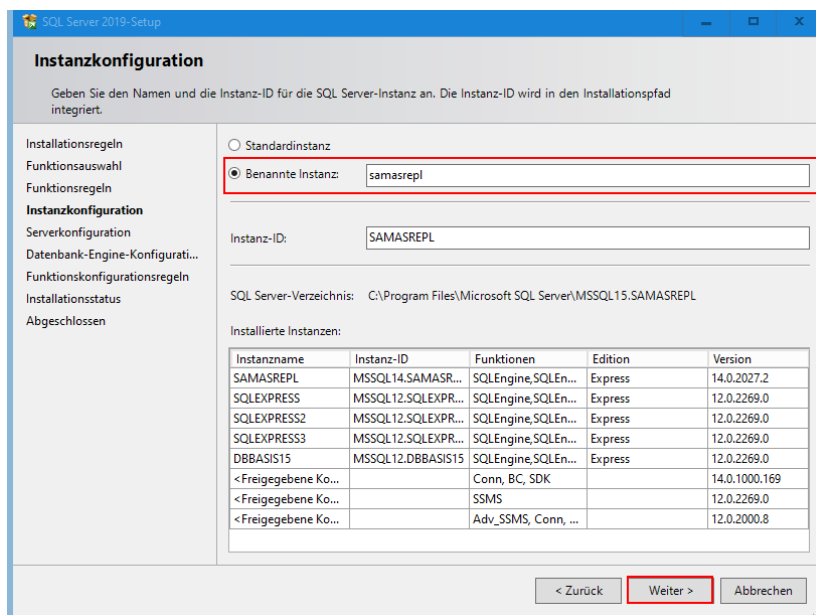 SQL Server 2019-Setup
Instanzkonfiguration
Geben Sie den Namen und die Instanz-ID für die SQL Server-Instanz an. Die Instanz-ID wird in den Installationspfad
integriert.
Installationsregeln
Funktionsauswahl
Funktionsregeln
Instanzkonfiguration
Serverkonfiguration
Datenbank-Engine-Konfigurati...
Funktionskonfigurationsregeln
Installationsstatus
Abgeschlossen
Standardinstanz
Benannte Instanz: samasrepl
Instanz-ID: SAMASREPL
SQL Server-Verzeichnis: C:\Program Files\Microsoft SQL Server\MSSQL15.SAMASREPL
Installierte Instanzen:
Instanzname Instanz-ID Funktionen Edition Version
SAMASREPL MSSQL14.SAMASR... SQLEngine,SQLEn... Express 14.0.2027.2
SQLEXPRESS MSSQL12.SQLEXPR... SQLEngine,SQLEn... Express 12.0.2269.0
SQLEXPRESS2 MSSQL12.SQLEXPR... SQLEngine,SQLEn... Express 12.0.2269.0
SQLEXPRESS3 MSSQL12.SQLEXPR... SQLEngine,SQLEn... Express 12.0.2269.0
DBBASIS15 MSSQL12.DBBASIS15 SQLEngine,SQLEn... Express 12.0.2269.0
<Freigegebene Ko... Conn, BC, SDK 14.0.1000.169
<Freigegebene Ko... SSMS 12.0.2269.0
<Freigegebene Ko... Adv_SSMS, Conn, ... 12.0.2000.8
< Zurück Weiter > Abbrechen